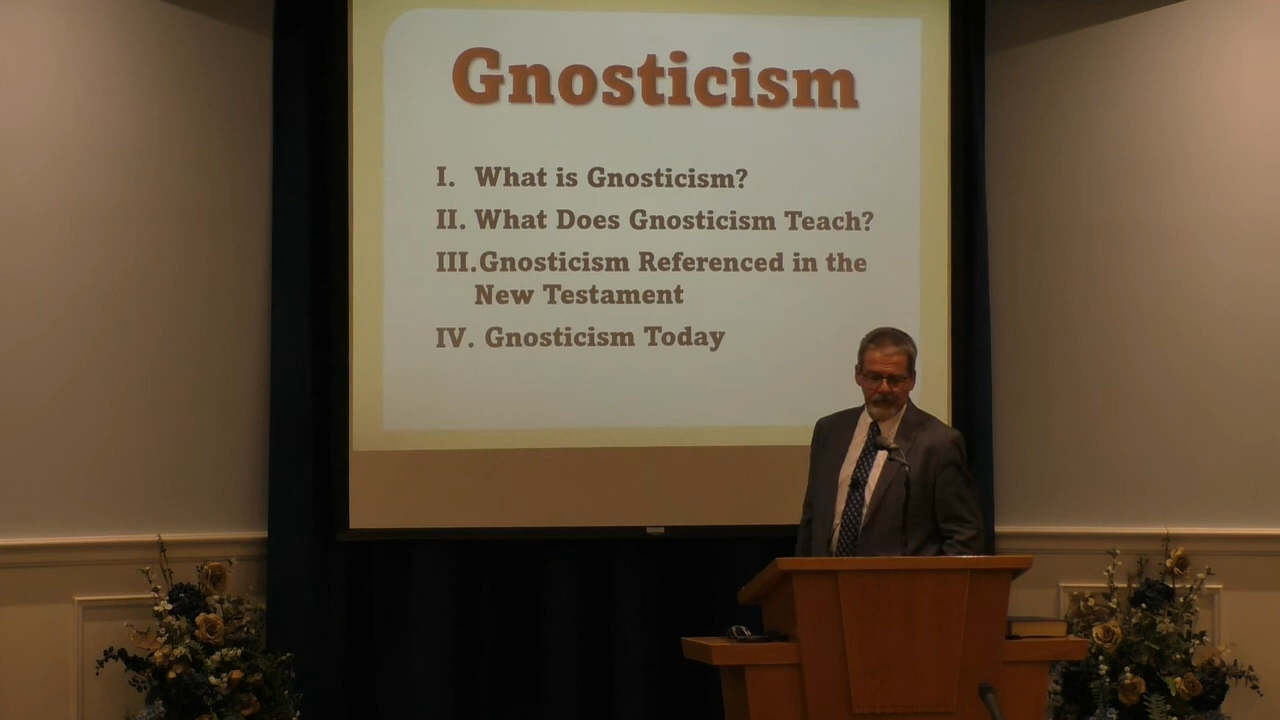 Gnosticism
I. What is Gnosticism?
II. What Does Gnosticism Teach?
III.Gnosticism Referenced in the
New Testament
IV. Gnosticism Today